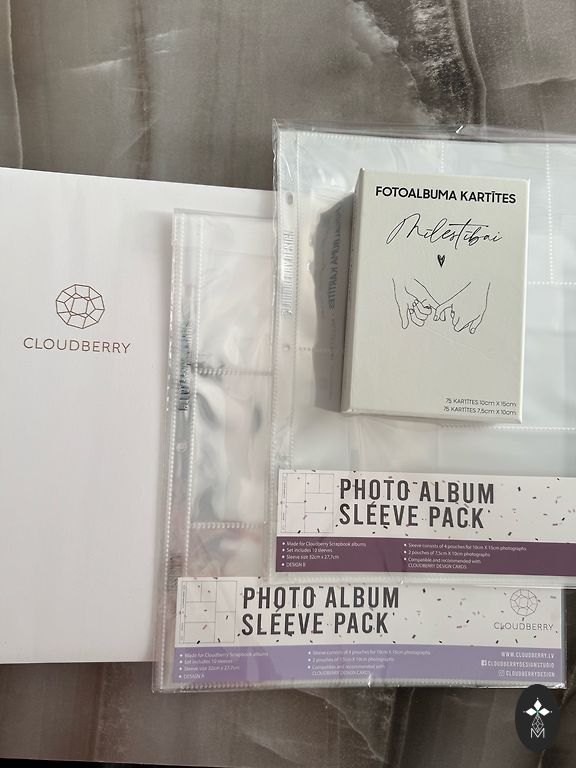 CLOUDBERRY
FOTOALBUMA KARTĪTES
Mīlestībai
75 KARTĪTES 10CM X 15CM
75 KARTĪTES 7.5CM X 10CM
CLOUDBERRY DESIGN
PHOTO ALBUM
SLEEVE PACK
Made for Cloudberry Scrapbook albums
Set includes 10 sleeves
Sleeve size 32cm x 27,7cm
DESIGN B
Sleeve consists of 4 pouches for 10cm X 15cm photographs
2 pouches of 7,5cm X 10cm photographs
Compatible and recommended with
CLOUDBERRY DESIGN CARDS
PHOTO ALBUM
SLEEVE PACK
CLOUDBERRY
Made for Cloudberry Scrapbook albums
Set includes 10 sleeves
Sleeve size 32cm x 27,7cm
DESIGN A
Sleeve consists of 4 pouches for 10cm X 15cm photographs
2 pouches of 7,5cm X 10cm photographs
Compatible and recommended with
CLOUDBERRY DESIGN CARDS
WWW.CLOUDBERRY.LV
CLOUDBERRYDESIGNSTUDIO
CLOUDBERRYDESIGN
M